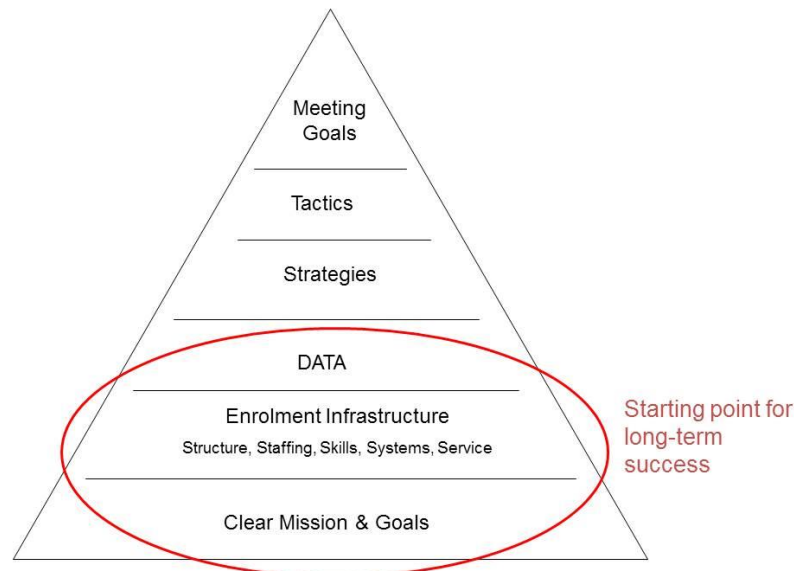 Meeting
Goals
Tactics
Strategies
DATA
Enrolment Infrastructure
Structure, Staffing, Skills, Systems, Service
Clear Mission & Goals
Starting point for
long-term
success